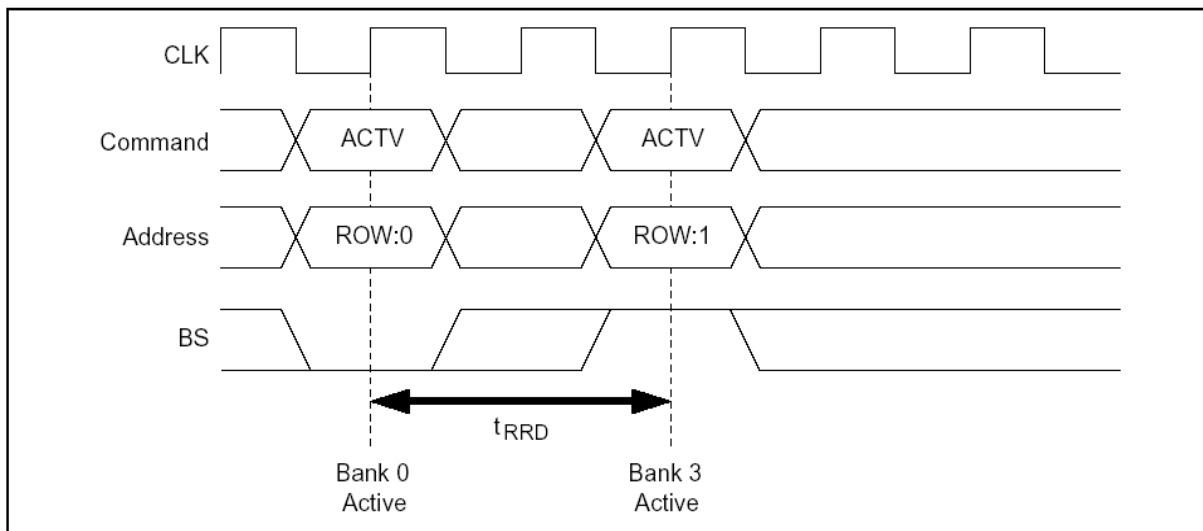 CLK
Command
ACTV
ACTV
Address
ROW:0
ROW:1
BS
tRRD
Bank 0
Active
Bank 3
Active